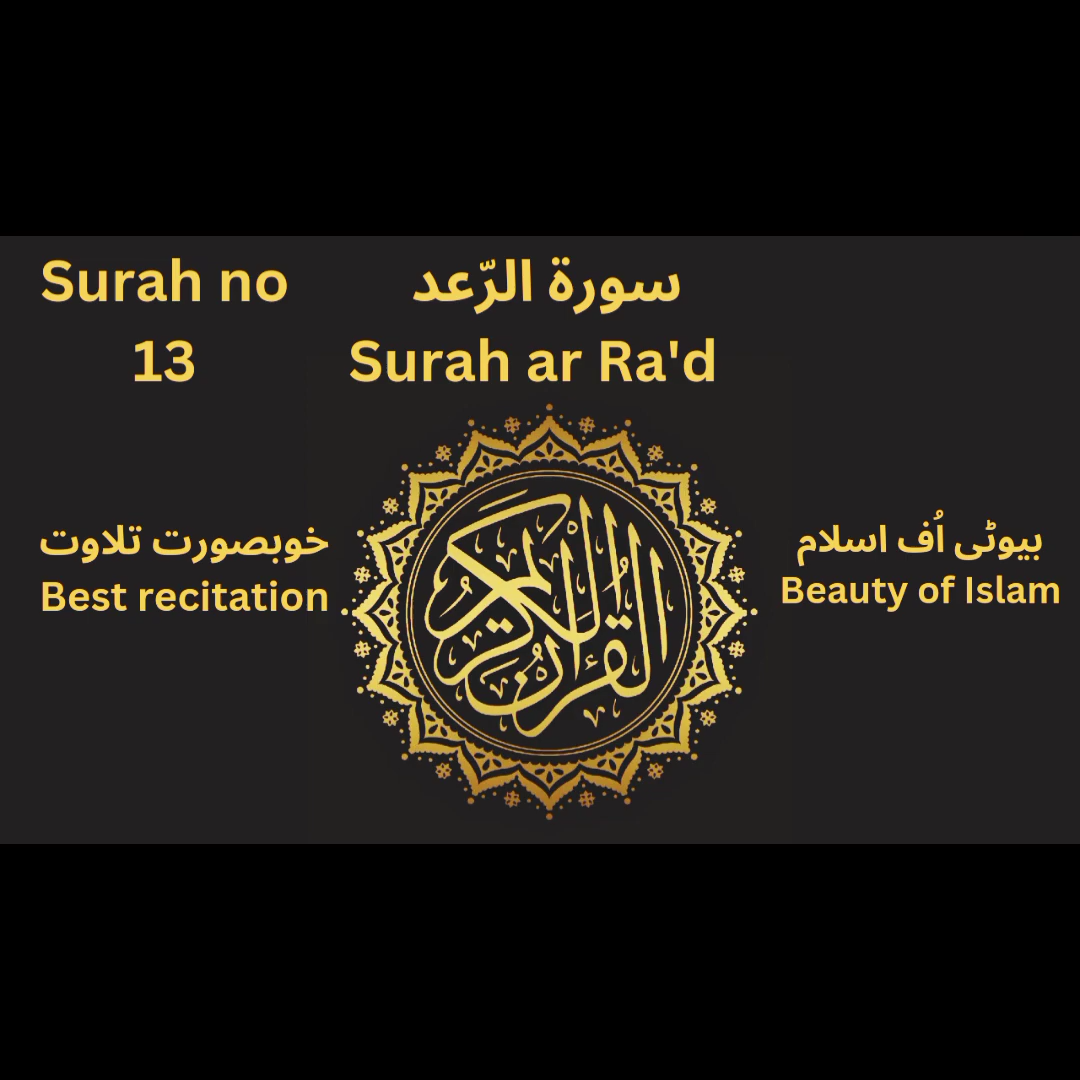 Surah no
13
سورة الرّعد
Surah ar Ra'd
خوبصورت تلاوت
Best recitation
القرآن الكريم
بیوٹی اُف اسلام
Beauty of Islam